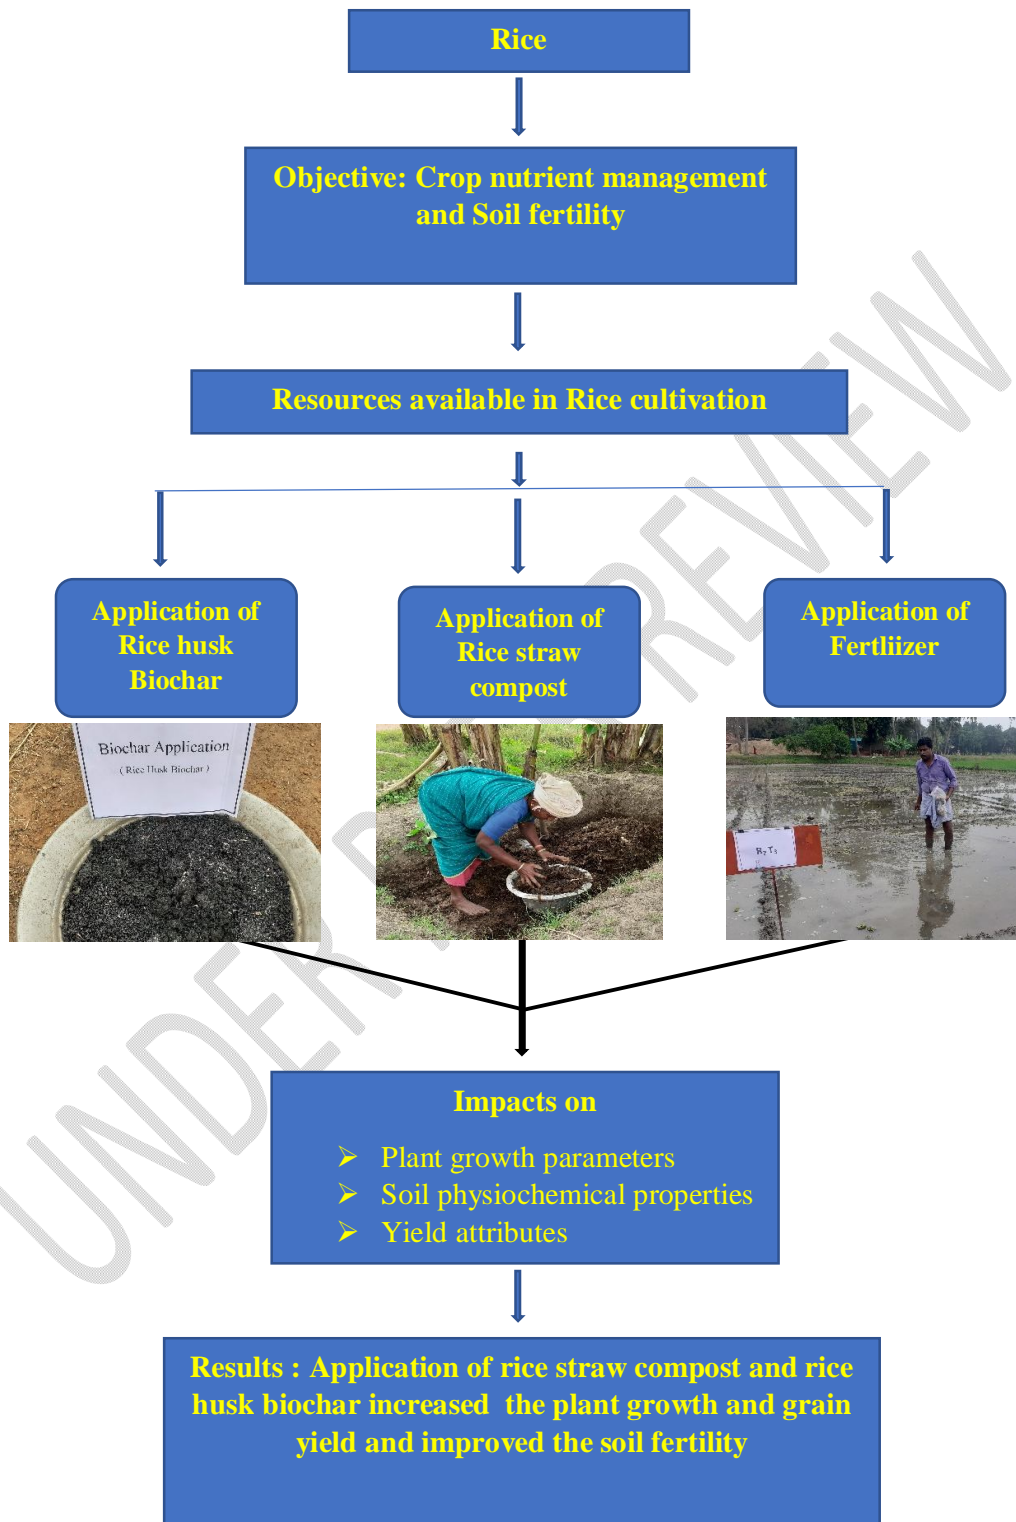 Rice
Objective: Crop nutrient management
and Soil fertility
Resources available in Rice cultivation
Application of
Rice husk
Biochar
Application of
Rice straw
compost
Application of
Fertliizer
Biochar Application
( Rice Husk Biochar )
R₂ T₃
Impacts on
➢ Plant growth parameters
➢ Soil physiochemical properties
➢ Yield attributes
Results : Application of rice straw compost and rice
husk biochar increased the plant growth and grain
yield and improved the soil fertility
UNDER PEER REVIEW